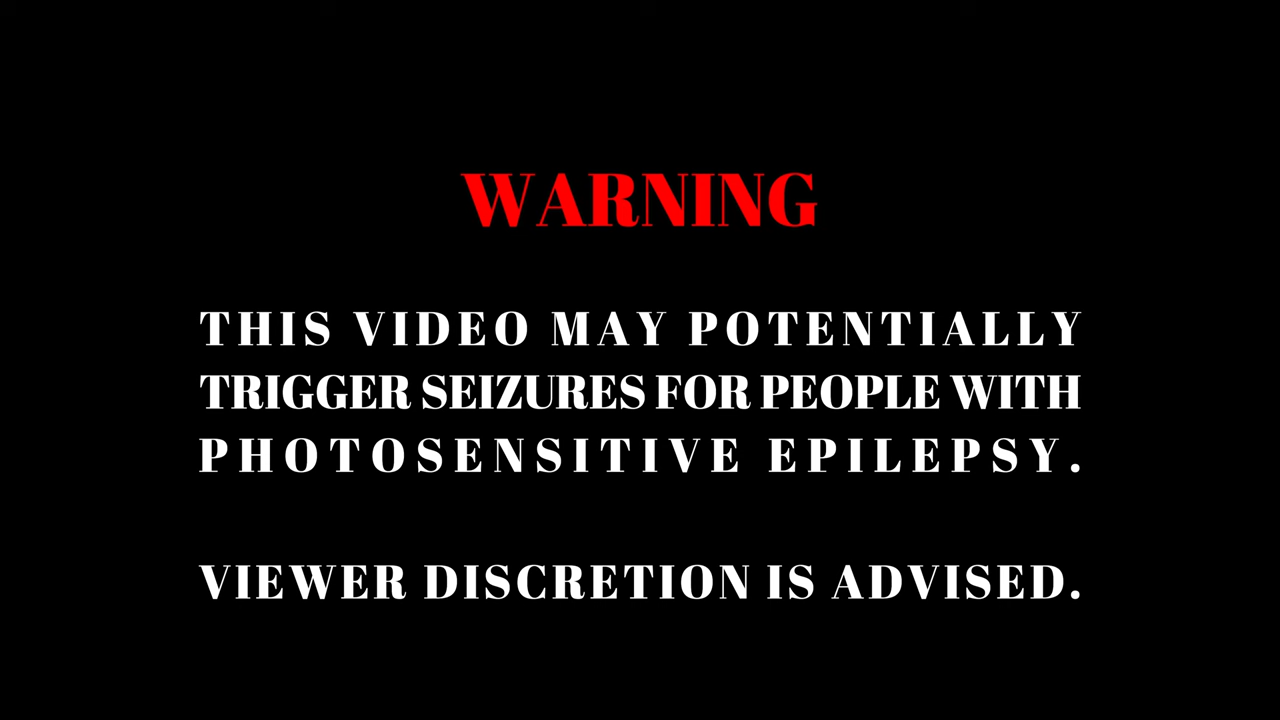 WARNING
THIS VIDEO MAY POTENTIALLY
TRIGGER SEIZURES FOR PEOPLE WITH
PHOTOSENSITIVE EPILEPSY.
VIEWER DISCRETION IS ADVISED.